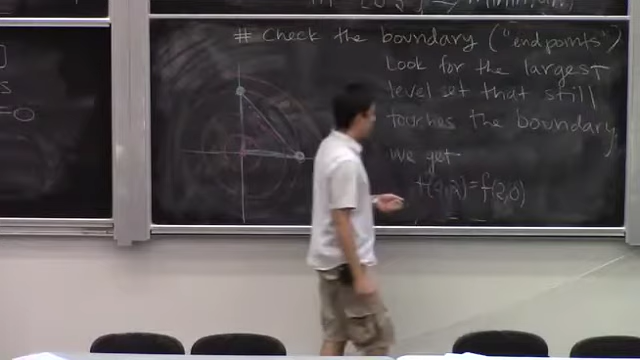 # Check the boundary ("endpoints")
Look for the largest
level set that still
touches the boundary,
we get
f(0,2)=f(2,0)
=0